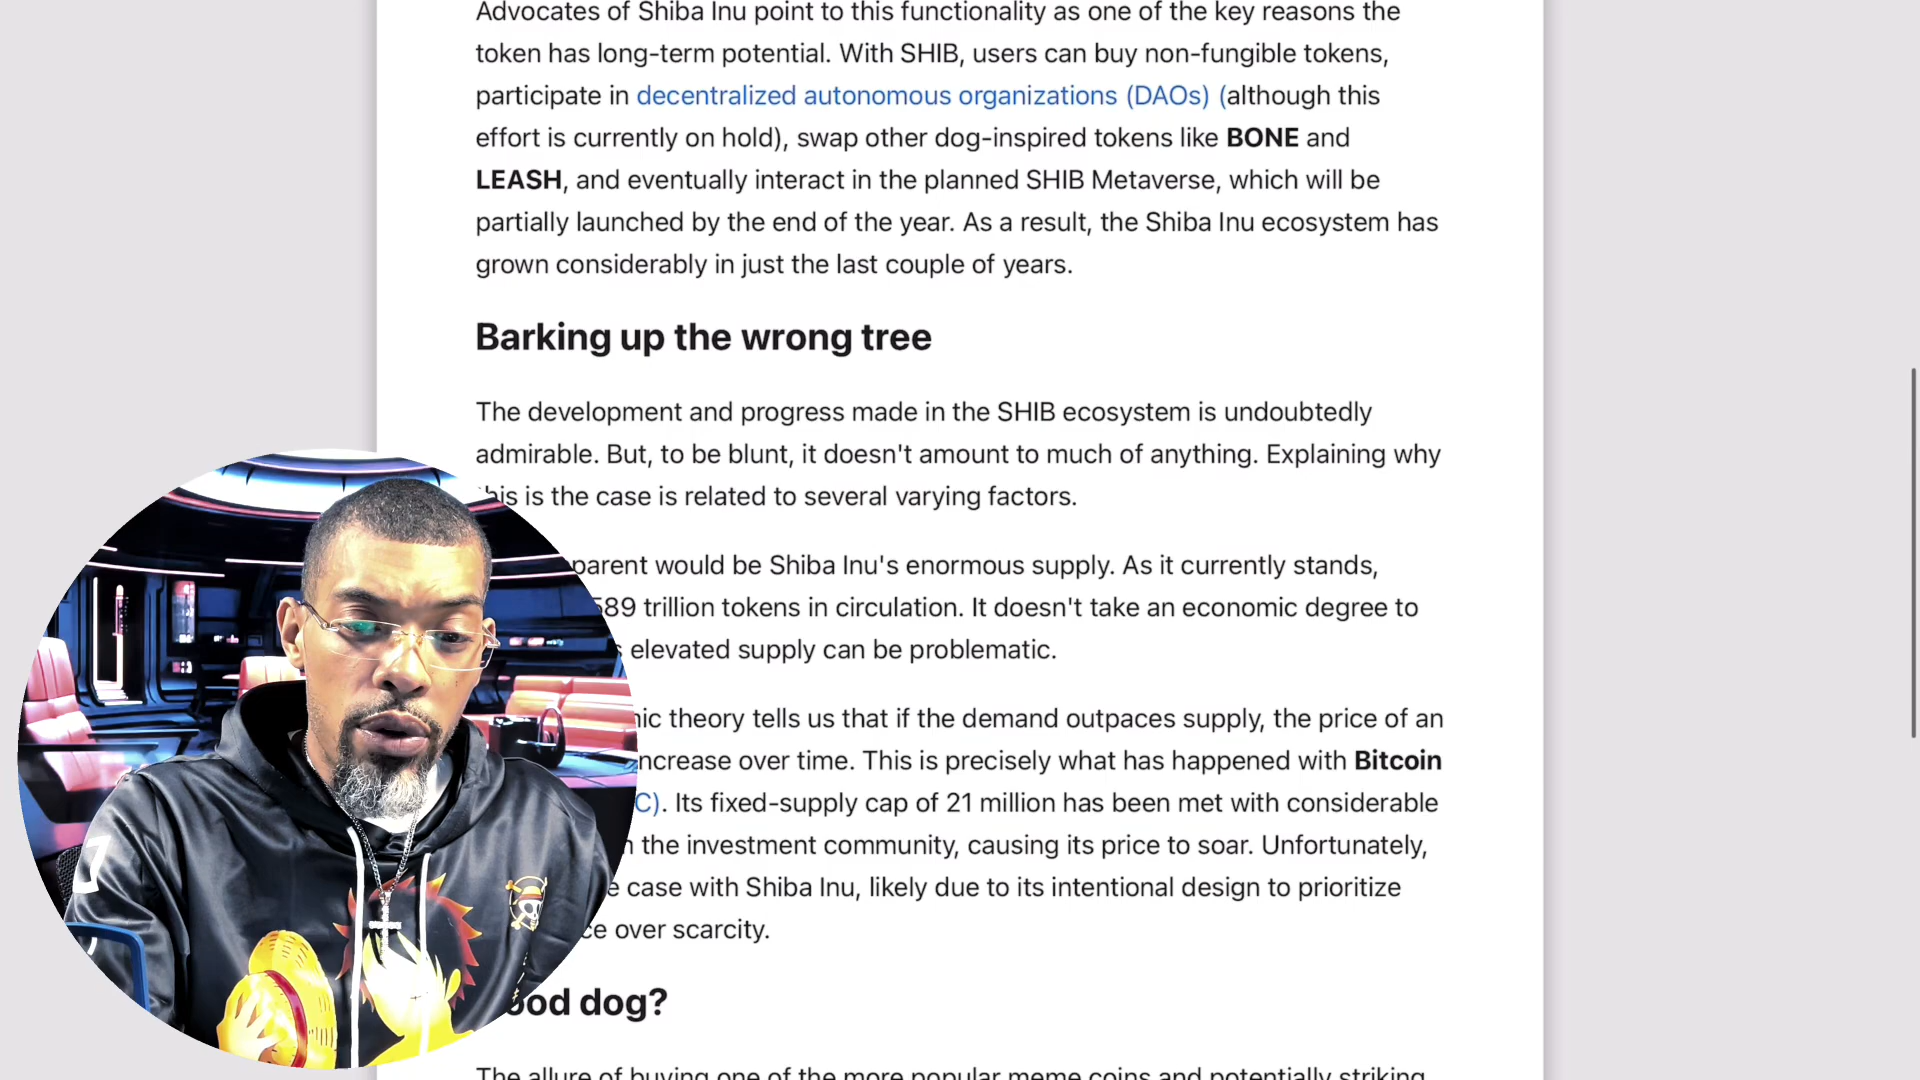 Advocates of Shiba Inu point to this functionality as one of the key reasons the
token has long-term potential. With SHIB, users can buy non-fungible tokens,
participate in decentralized autonomous organizations (DAOs) (although this
effort is currently on hold), swap other dog-inspired tokens like BONE and
LEASH, and eventually interact in the planned SHIB Metaverse, which will be
partially launched by the end of the year. As a result, the Shiba Inu ecosystem has
grown considerably in just the last couple of years.
Barking up the wrong tree
The development and progress made in the SHIB ecosystem is undoubtedly
admirable. But, to be blunt, it doesn't amount to much of anything. Explaining why
this is the case is related to several varying factors.
parent would be Shiba Inu's enormous supply. As it currently stands,
589 trillion tokens in circulation. It doesn't take an economic degree to
elevated supply can be problematic.
ic theory tells us that if the demand outpaces supply, the price of an
ncrease over time. This is precisely what has happened with Bitcoin
C). Its fixed-supply cap of 21 million has been met with considerable
the investment community, causing its price to soar. Unfortunately,
case with Shiba Inu, likely due to its intentional design to prioritize
ce over scarcity.
ood dog?
The allure of buying one of the more popular meme coins and potentially striking